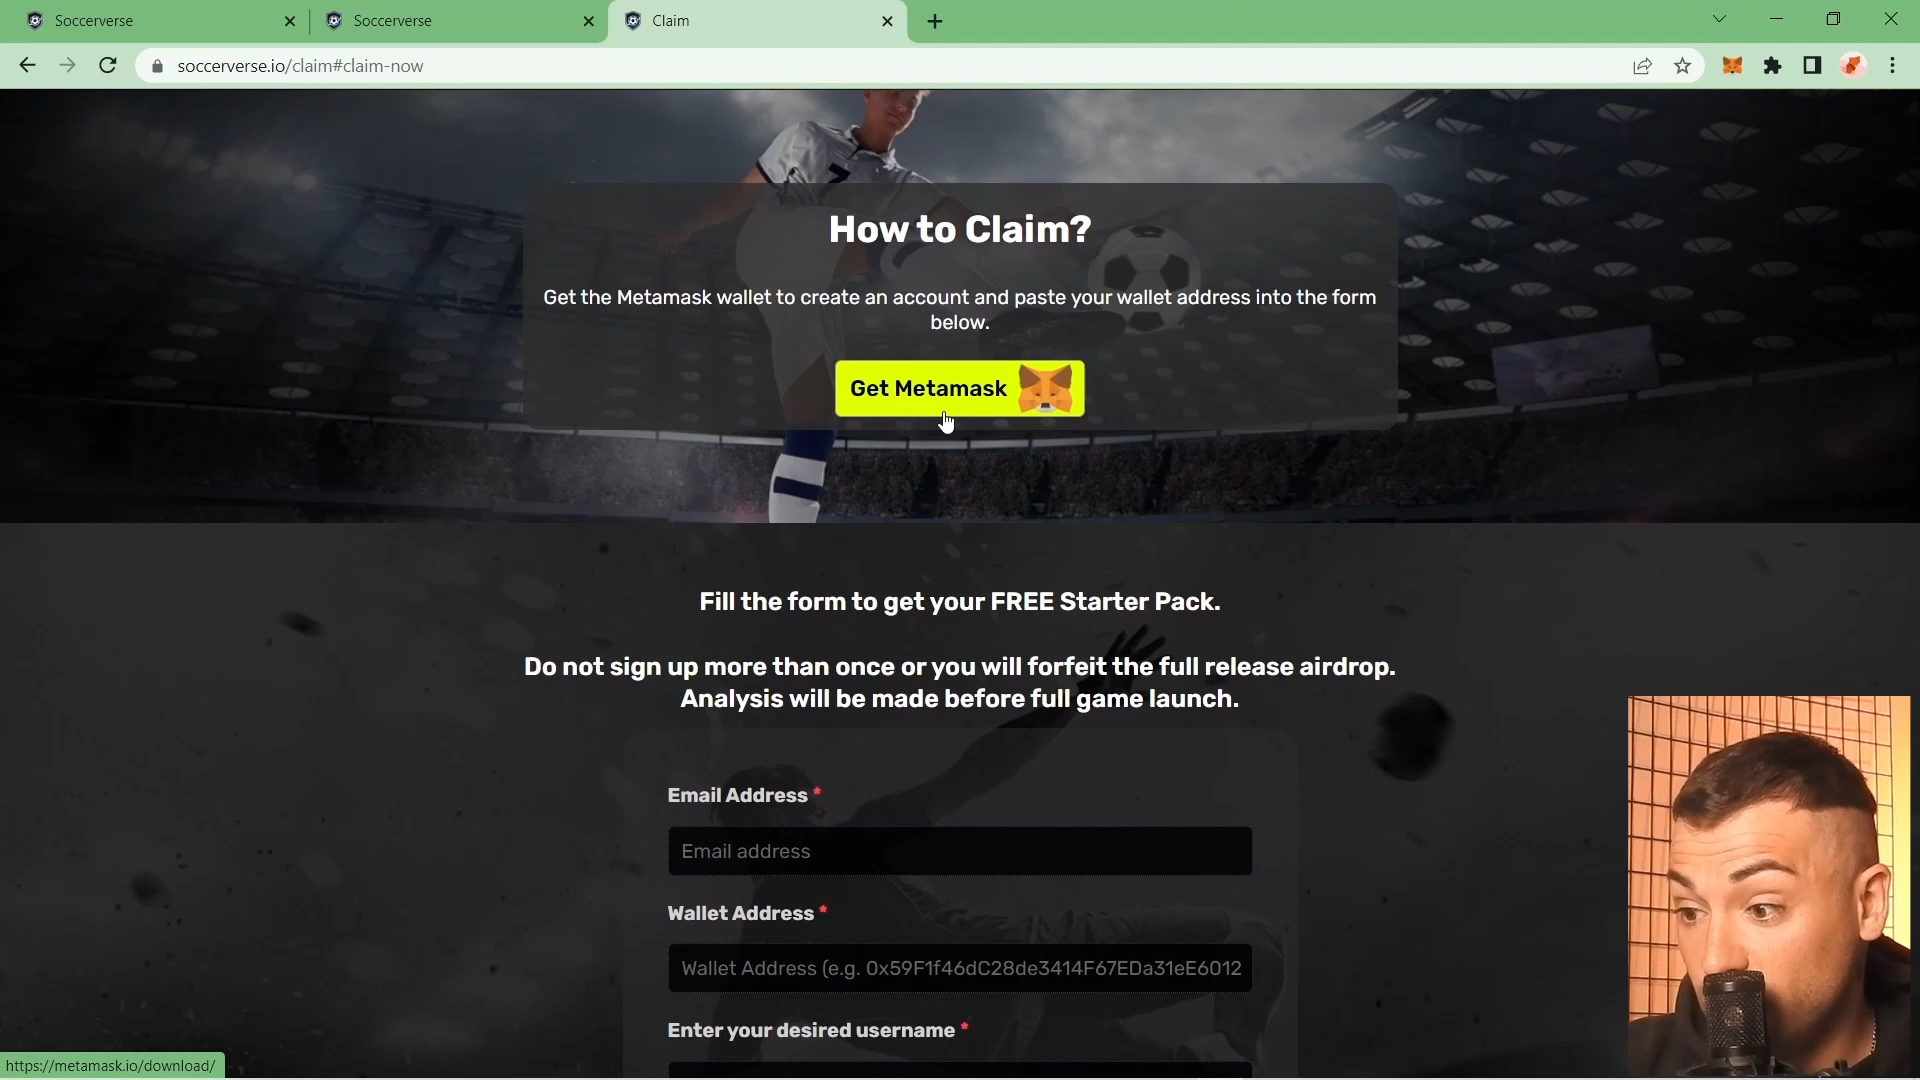 Soccerverse
Soccerverse
Claim
soccerverse.io/claim#claim-now
How to Claim?
Get the Metamask wallet to create an account and paste your wallet address into the form
below.
Get Metamask
Fill the form to get your FREE Starter Pack.
Do not sign up more than once or you will forfeit the full release airdrop.
Analysis will be made before full game launch.
Email Address *
Email address
Wallet Address *
Wallet Address (e.g. 0x59F1f46dC28de3414F67EDa31eE6012
Enter your desired username *
https://metamask.io/download/
7